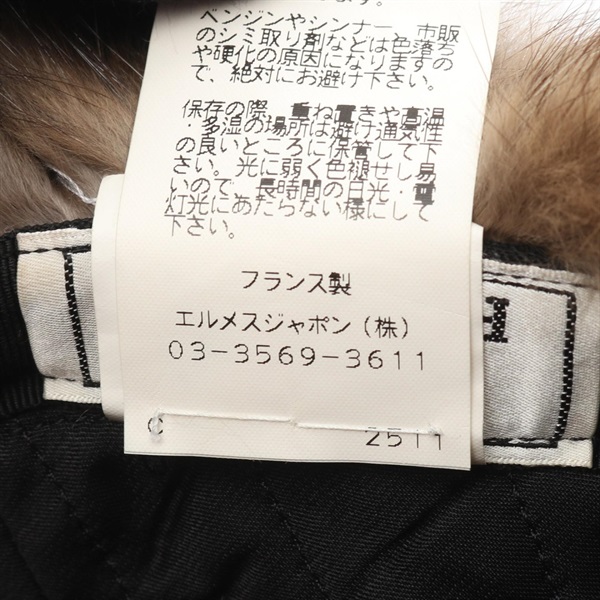 ます。
ベンジンやシンナー、市販
のシミ取り剤などは色落ち
や硬化の原因になりますの
で、絶対にお避け下さい。
保存の際、重ね置きや高温
・多湿の場所は避け通気性
の良いところに保管して下
さい。光に弱く色褪せし易
いので、長時間の日光・電
灯光にあたらない様にして
下さい。
フランス製
エルメスジャポン(株)
03-3569-3611
C 2511